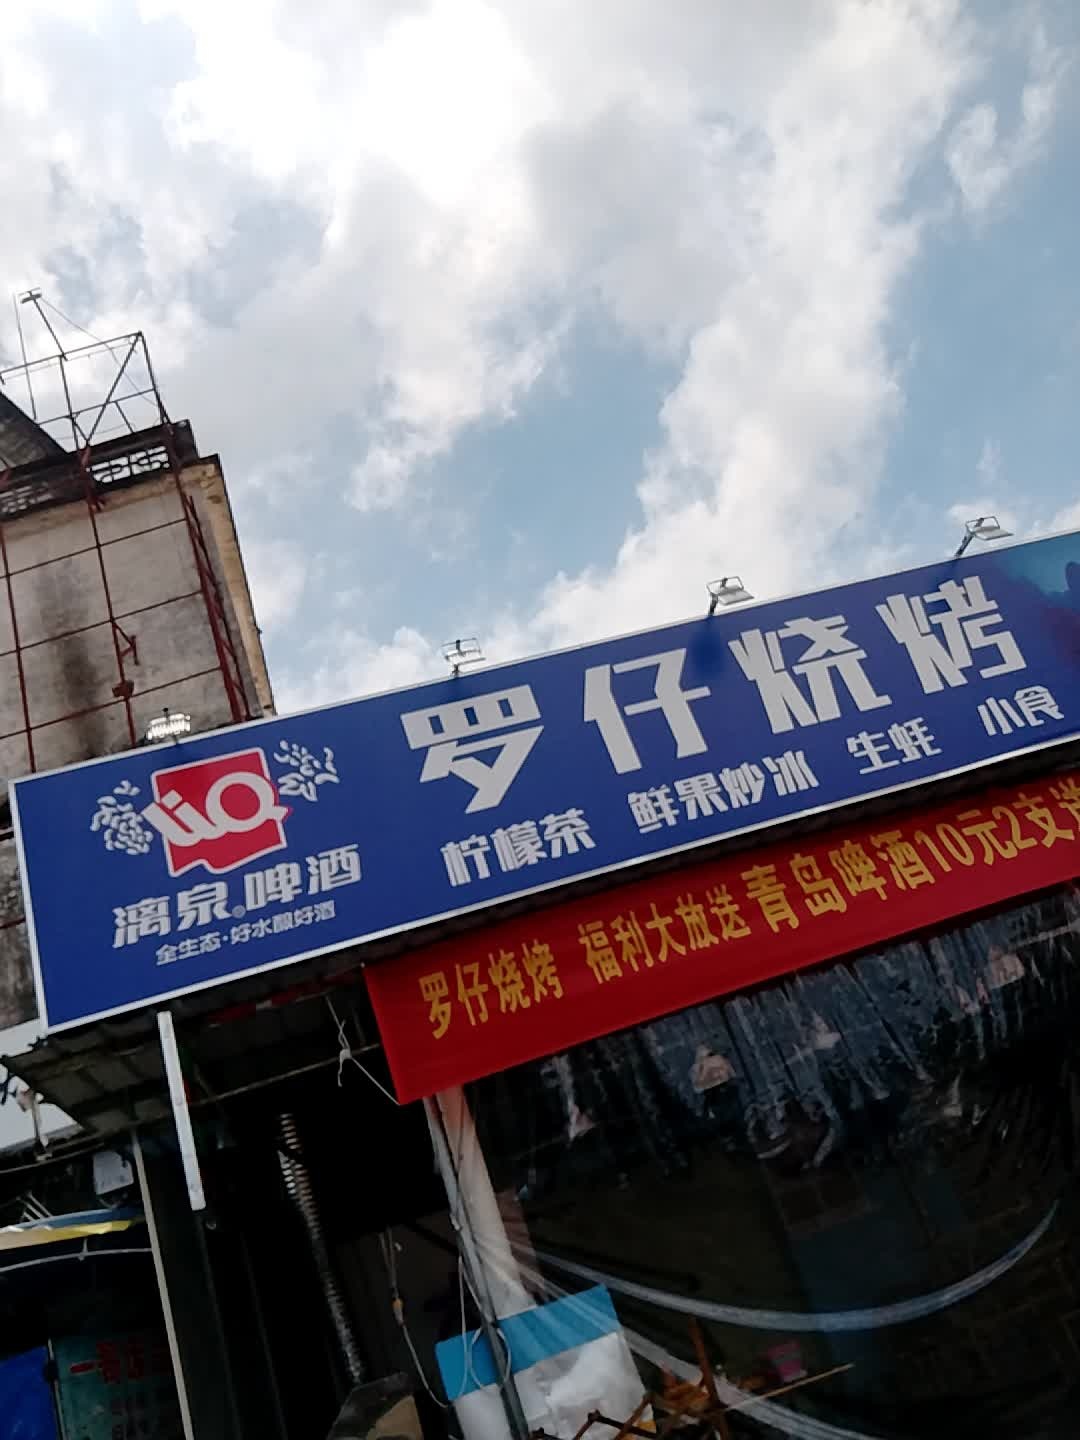 罗仔烧烤
柠檬茶 鲜果炒冰 生蚝 小食
LQ
漓泉®啤酒
全生态·好水酿好酒
罗仔烧烤 福利大放送 青岛啤酒10元2支送